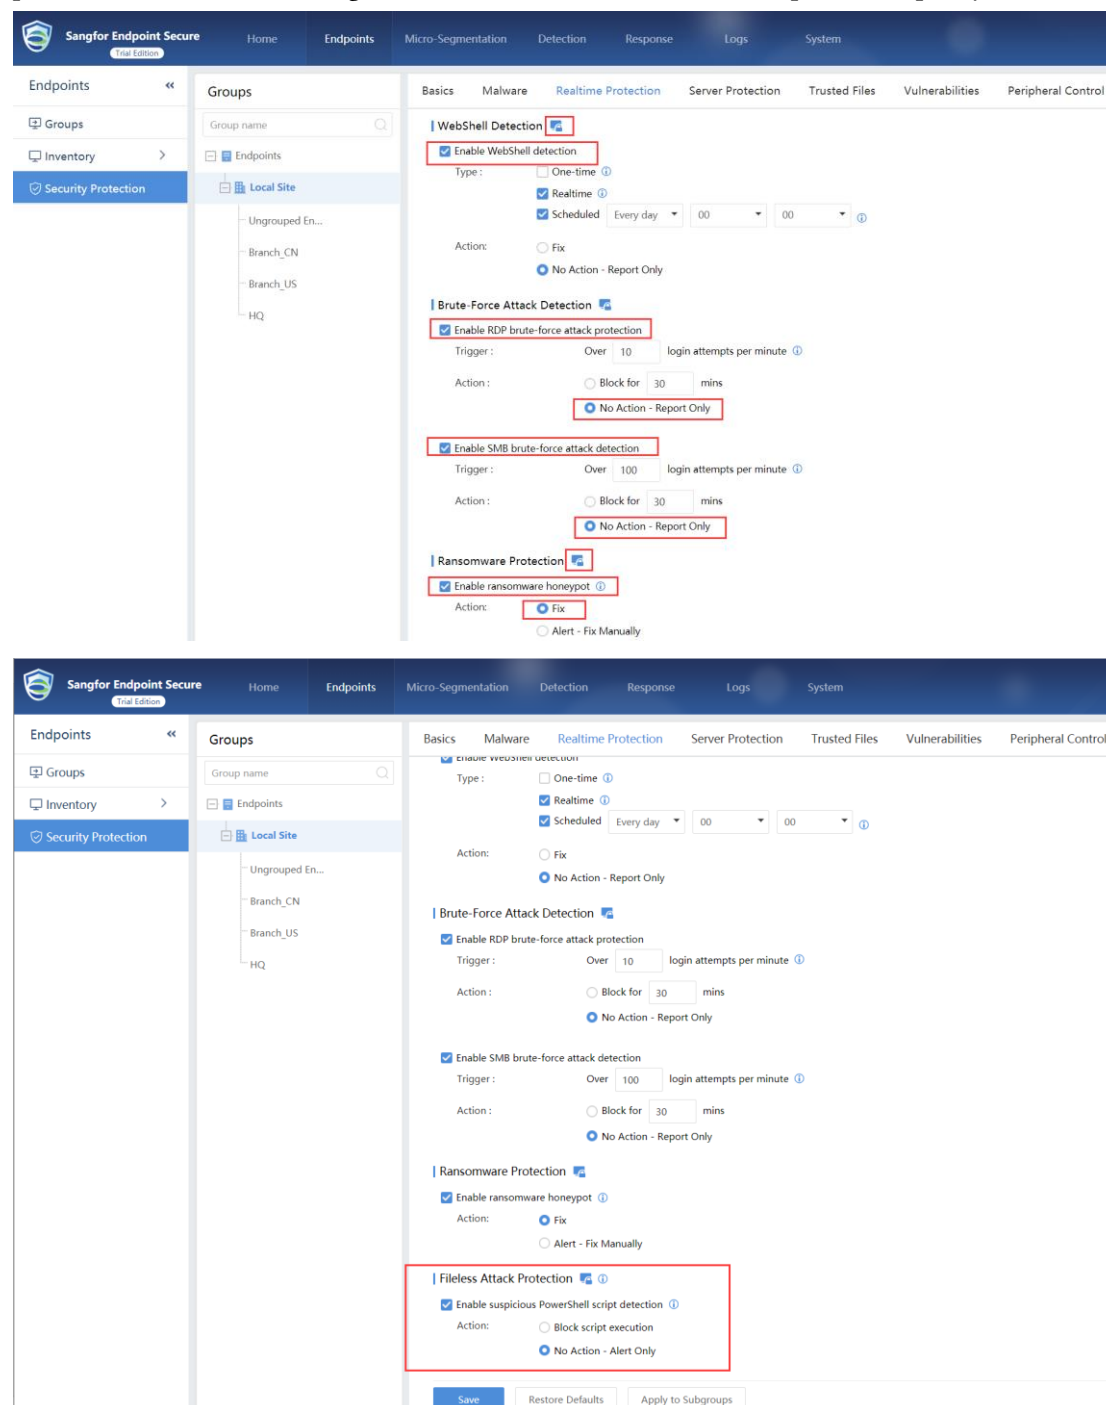 Sangfor Endpoint Secure
Trial Edition
Home
Endpoints
Micro-Segmentation
Detection
Response
Logs
System
Endpoints
«
Groups
Inventory
>
Security Protection
Groups
Group name
Endpoints
Local Site
Ungrouped En...
Branch_CN
Branch_US
HQ
Basics
Malware
Realtime Protection
Server Protection
Trusted Files
Vulnerabilities
Peripheral Control
WebShell Detection
Enable WebShell detection
Type : One-time
Realtime
Scheduled Every day 00 00
Action: Fix
No Action - Report Only
Brute-Force Attack Detection
Enable RDP brute-force attack protection
Trigger : Over 10 login attempts per minute
Action : Block for 30 mins
No Action - Report Only
Enable SMB brute-force attack detection
Trigger : Over 100 login attempts per minute
Action : Block for 30 mins
No Action - Report Only
Ransomware Protection
Enable ransomware honeypot
Action: Fix
Alert - Fix Manually
Sangfor Endpoint Secure
Trial Edition
Home
Endpoints
Micro-Segmentation
Detection
Response
Logs
System
Endpoints
«
Groups
Inventory
>
Security Protection
Groups
Group name
Endpoints
Local Site
Ungrouped En...
Branch_CN
Branch_US
HQ
Basics
Malware
Realtime Protection
Server Protection
Trusted Files
Vulnerabilities
Peripheral Control
Enable WebShell detection
Type : One-time
Realtime
Scheduled Every day 00 00
Action: Fix
No Action - Report Only
Brute-Force Attack Detection
Enable RDP brute-force attack protection
Trigger : Over 10 login attempts per minute
Action : Block for 30 mins
No Action - Report Only
Enable SMB brute-force attack detection
Trigger : Over 100 login attempts per minute
Action : Block for 30 mins
No Action - Report Only
Ransomware Protection
Enable ransomware honeypot
Action: Fix
Alert - Fix Manually
Fileless Attack Protection
Enable suspicious PowerShell script detection
Action: Block script execution
No Action - Alert Only
Save
Restore Defaults
Apply to Subgroups